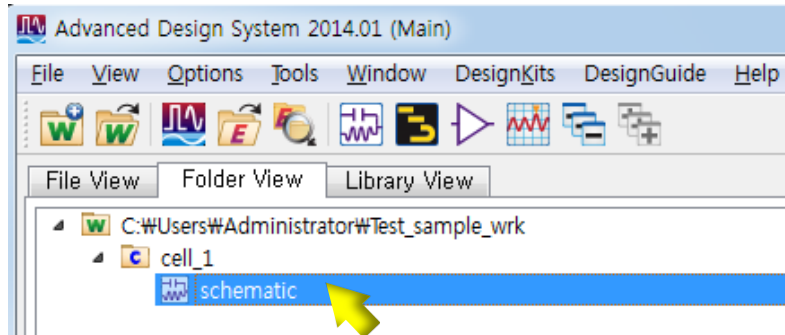 Advanced Design System 2014.01 (Main)
File View Options Tools Window DesignKits DesignGuide Help
W W E
File View Folder View Library View
W C:₩Users₩Administrator₩Test_sample_wrk
C cell_1
schematic